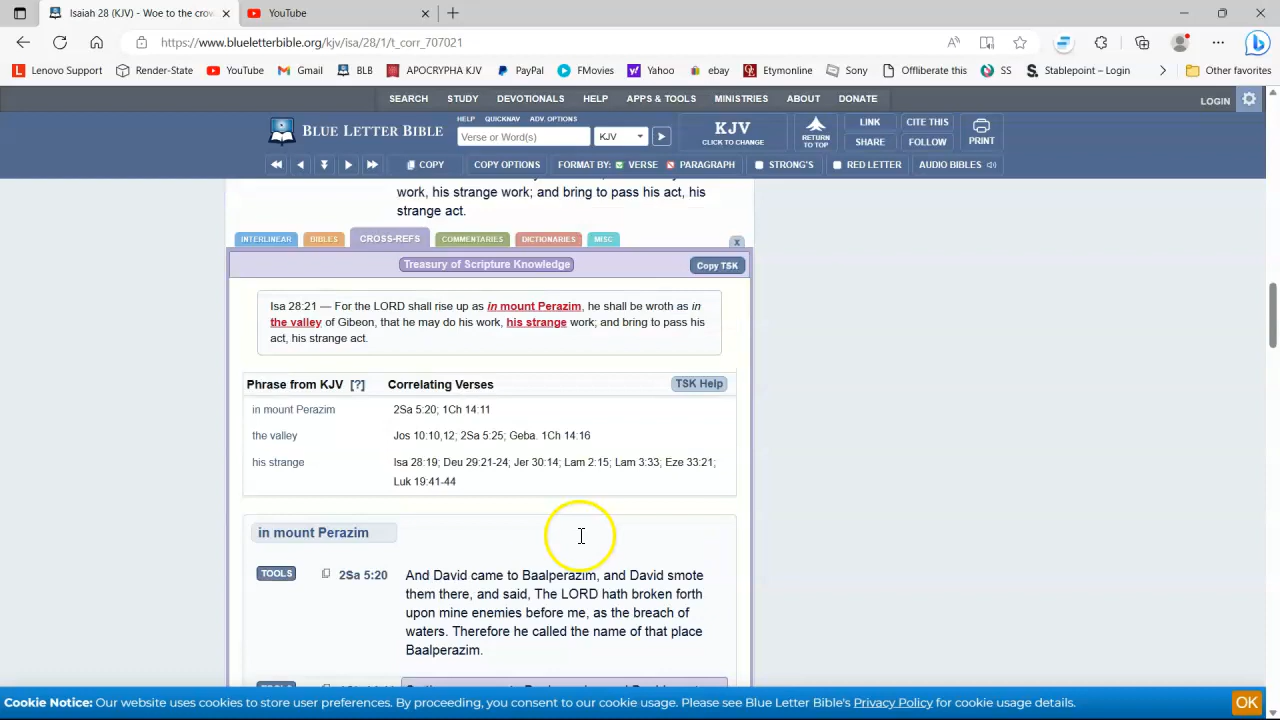 Isaiah 28 (KJV) - Woe to the crow
YouTube
https://www.blueletterbible.org/kjv/isa/28/1/t_corr_707021
Lenovo Support
Render-State
YouTube
Gmail
BLB
APOCRYPHA KJV
PayPal
FMovies
Yahoo
ebay
Etymonline
Sony
Offliberate this
SS
Stablepoint – Login
Other favorites
SEARCH STUDY DEVOTIONALS HELP APPS & TOOLS MINISTRIES ABOUT DONATE
LOGIN
BLUE LETTER BIBLE
HELP QUICKNAV ADV. OPTIONS
Verse or Word(s)
KJV
KJV
CLICK TO CHANGE
RETURN
TO TOP
LINK
CITE THIS
SHARE
FOLLOW
PRINT
COPY
COPY OPTIONS
FORMAT BY: VERSE PARAGRAPH
STRONG'S
RED LETTER
AUDIO BIBLES
work, his strange work; and bring to pass his act, his
strange act.
INTERLINEAR
BIBLES
CROSS-REFS
COMMENTARIES
DICTIONARIES
MISC
X
Treasury of Scripture Knowledge
Copy TSK
Isa 28:21 — For the LORD shall rise up as in mount Perazim, he shall be wroth as in
the valley of Gibeon, that he may do his work, his strange work; and bring to pass his
act, his strange act.
Phrase from KJV [?]
Correlating Verses
TSK Help
in mount Perazim
2Sa 5:20; 1Ch 14:11
the valley
Jos 10:10,12; 2Sa 5:25; Geba. 1Ch 14:16
his strange
Isa 28:19; Deu 29:21-24; Jer 30:14; Lam 2:15; Lam 3:33; Eze 33:21;
Luk 19:41-44
in mount Perazim
TOOLS
2Sa 5:20
And David came to Baalperazim, and David smote
them there, and said, The LORD hath broken forth
upon mine enemies before me, as the breach of
waters. Therefore he called the name of that place
Baalperazim.
Cookie Notice: Our website uses cookies to store user preferences. By proceeding, you consent to our cookie usage. Please see Blue Letter Bible's Privacy Policy for cookie usage details.
OK